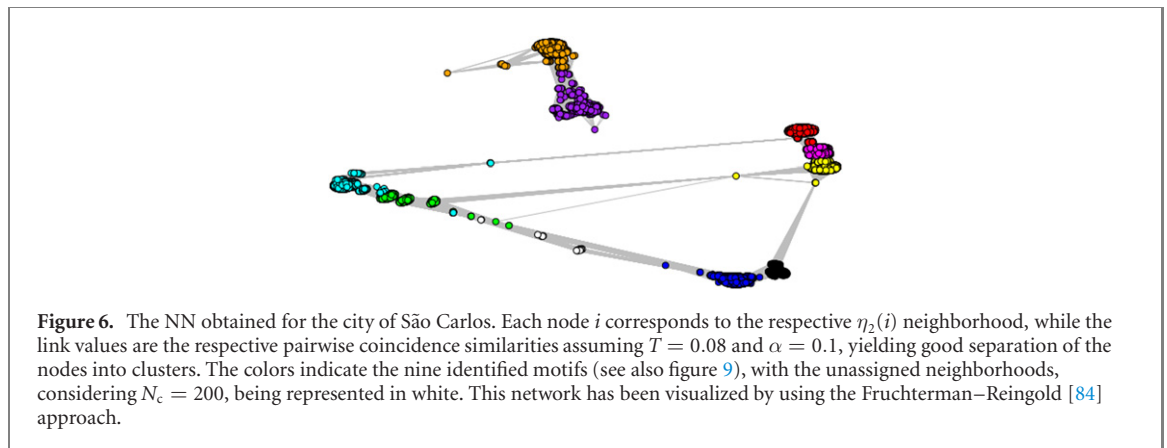 Figure 6. The NN obtained for the city of São Carlos. Each node i corresponds to the respective η₂(i) neighborhood, while the
link values are the respective pairwise coincidence similarities assuming T = 0.08 and α = 0.1, yielding good separation of the
nodes into clusters. The colors indicate the nine identified motifs (see also figure 9), with the unassigned neighborhoods,
considering Nc = 200, being represented in white. This network has been visualized by using the Fruchterman–Reingold [84]
approach.